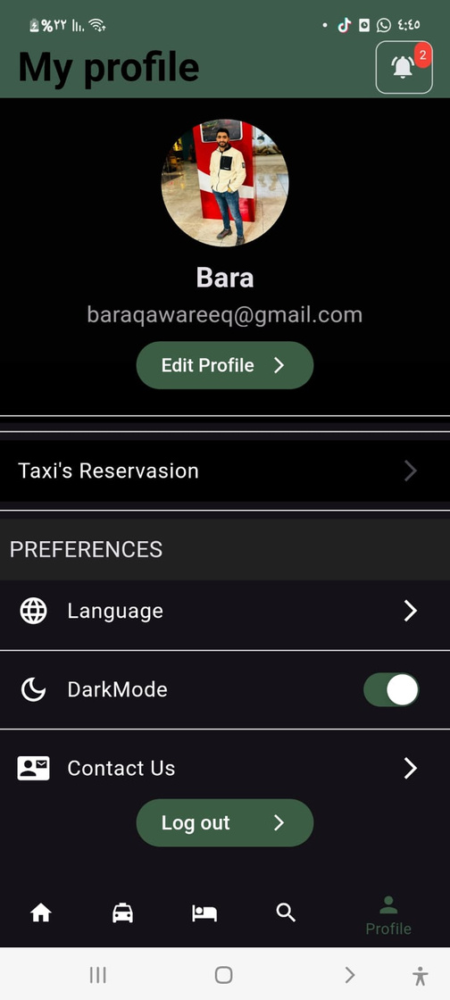 %٢٢
٤:٤٥
My profile
2
Bara
baraqawareeq@gmail.com
Edit Profile
Taxi's Reservasion
PREFERENCES
Language
DarkMode
Contact Us
Log out
Profile